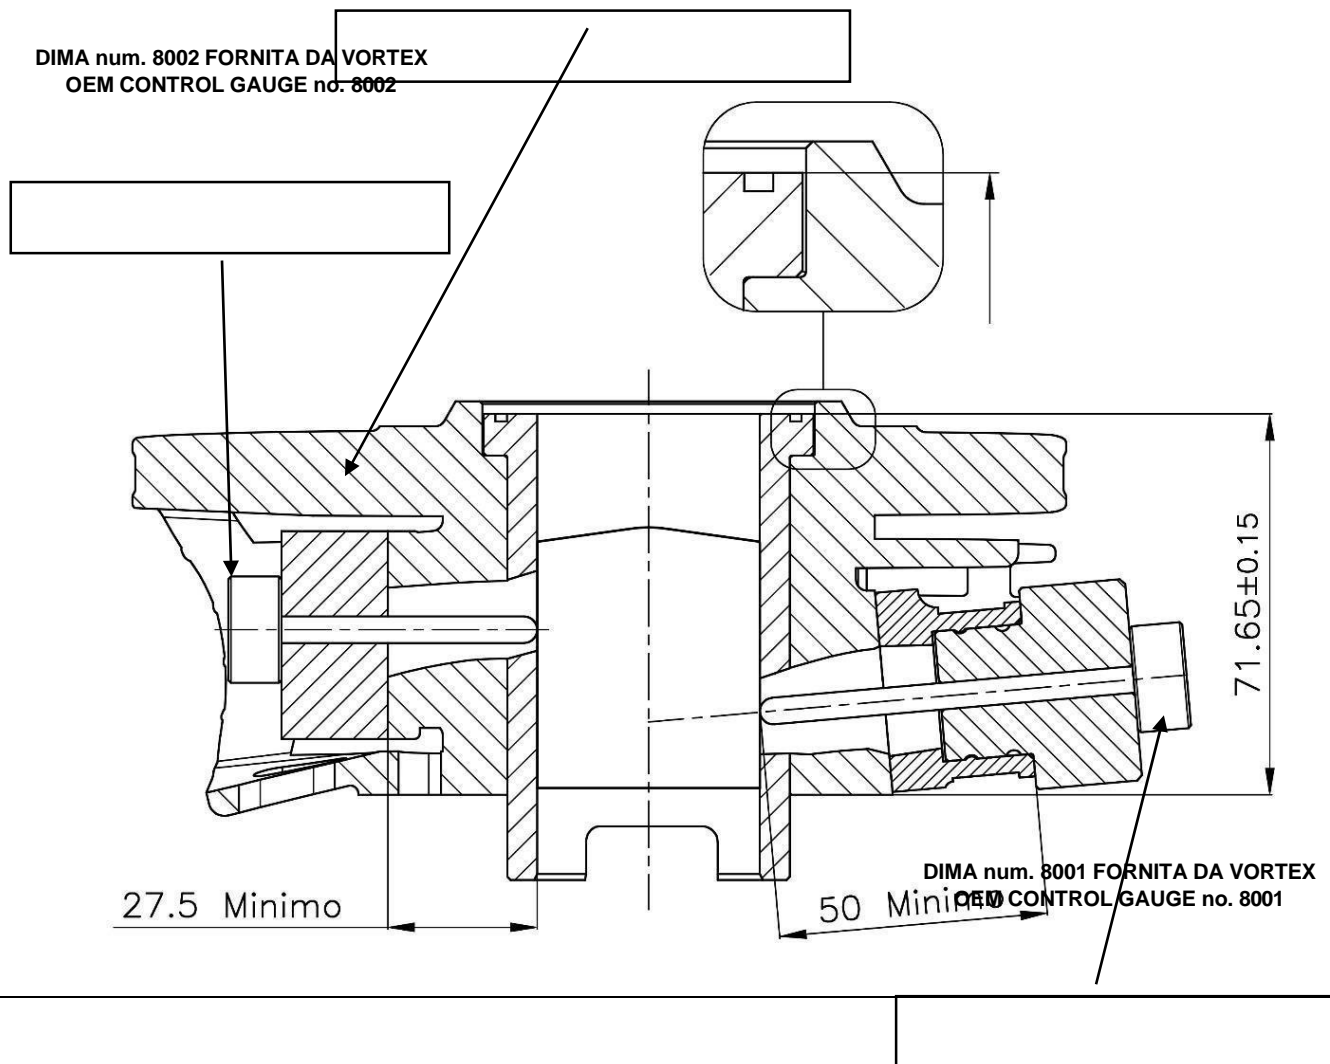 DIMA num. 8002 FORNITA DA VORTEX
OEM CONTROL GAUGE no. 8002
71.65±0.15
27.5 Minimo
50 Minimo
DIMA num. 8001 FORNITA DA VORTEX
OEM CONTROL GAUGE no. 8001